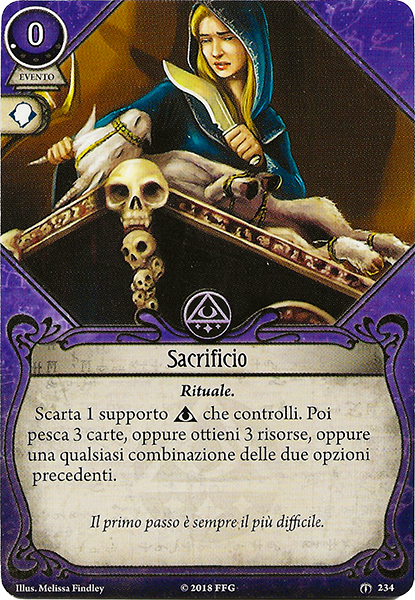 0
EVENTO
Sacrificio
Rituale.
Scarta 1 supporto che controlli. Poi
pesca 3 carte, oppure ottieni 3 risorse, oppure
una qualsiasi combinazione delle due opzioni
precedenti.
Il primo passo è sempre il più difficile.
Illus. Melissa Findley © 2018 FFG 234